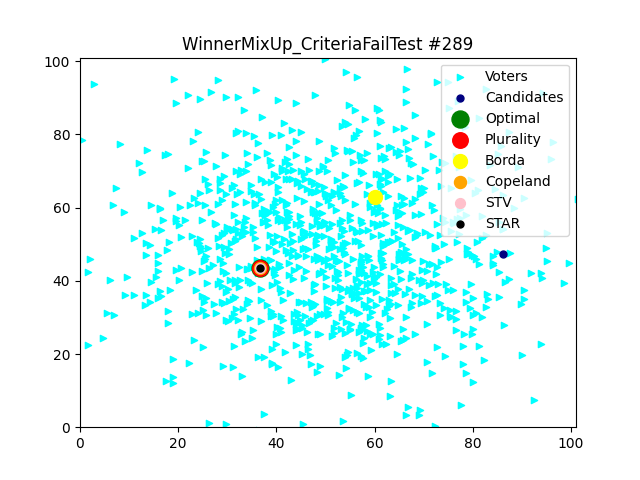 WinnerMixUp_CriteriaFailTest #289
Voters
Candidates
Optimal
Plurality
Borda
Copeland
STV
STAR
100
80
60
40
20
0
0 20 40 60 80 100